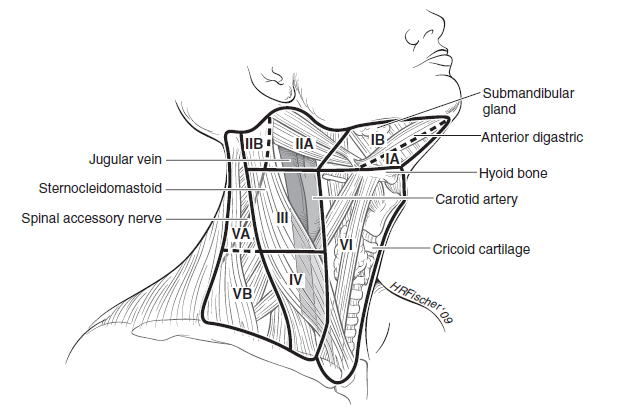 Submandibular
gland
Anterior digastric
Hyoid bone
Carotid artery
Cricoid cartilage
Jugular vein
Sternocleidomastoid
Spinal accessory nerve
IIB
IIA
IB
IA
III
VA
VI
IV
VB
HRFischer '09